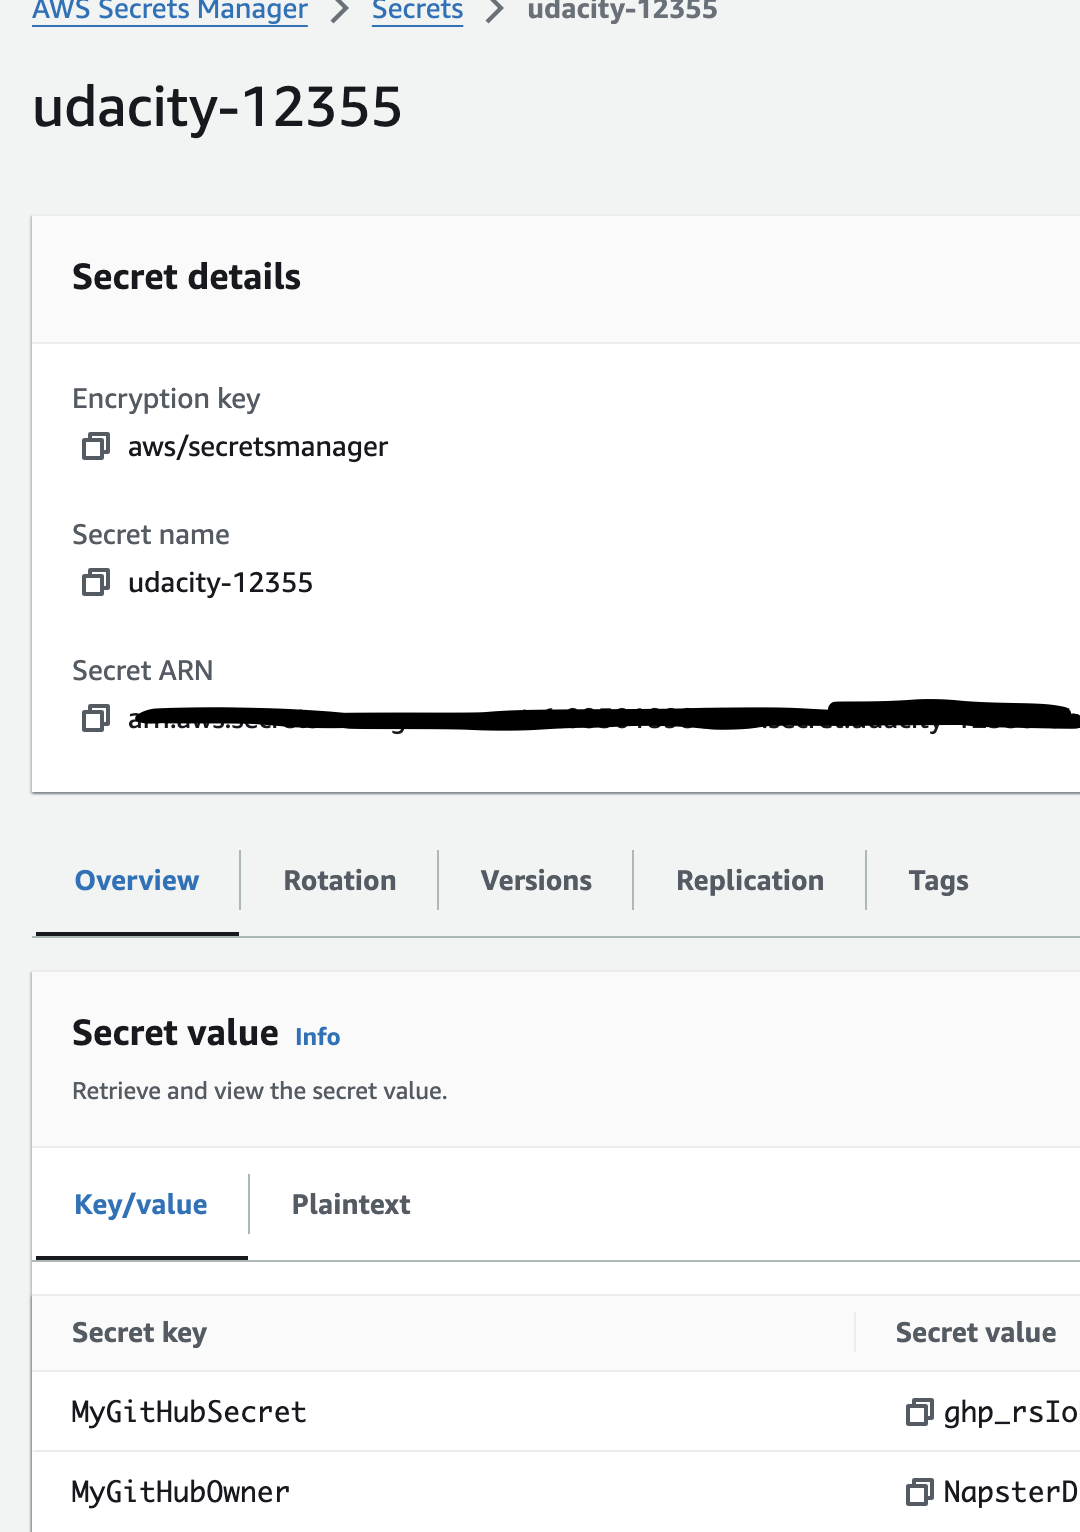 AWS Secrets Manager > Secrets > udacity-12355
udacity-12355
Secret details
Encryption key
aws/secretsmanager
Secret name
udacity-12355
Secret ARN
Overview
Rotation
Versions
Replication
Tags
Secret value Info
Retrieve and view the secret value.
Key/value
Plaintext
Secret key
Secret value
MyGitHubSecret
ghp_rsIo
MyGitHubOwner
NapsterD